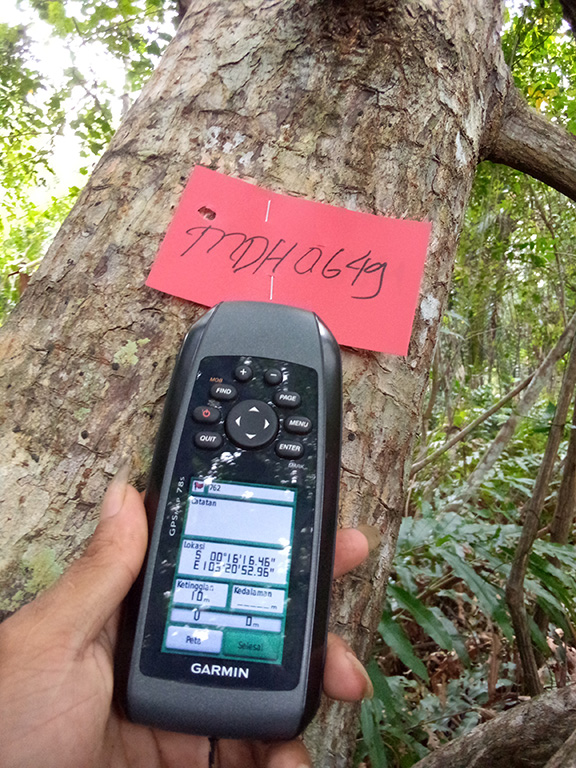 MDH0649
MOB
FIND
PAGE
MENU
QUIT
ENTER
MARK
GPSMAP 78s
762
Catatan
Lokasi
S 00°16'16.46"
E103°20'52.96"
Ketinggian Kedalaman
10m ____m
0 0m
Peta Selesai
GARMIN